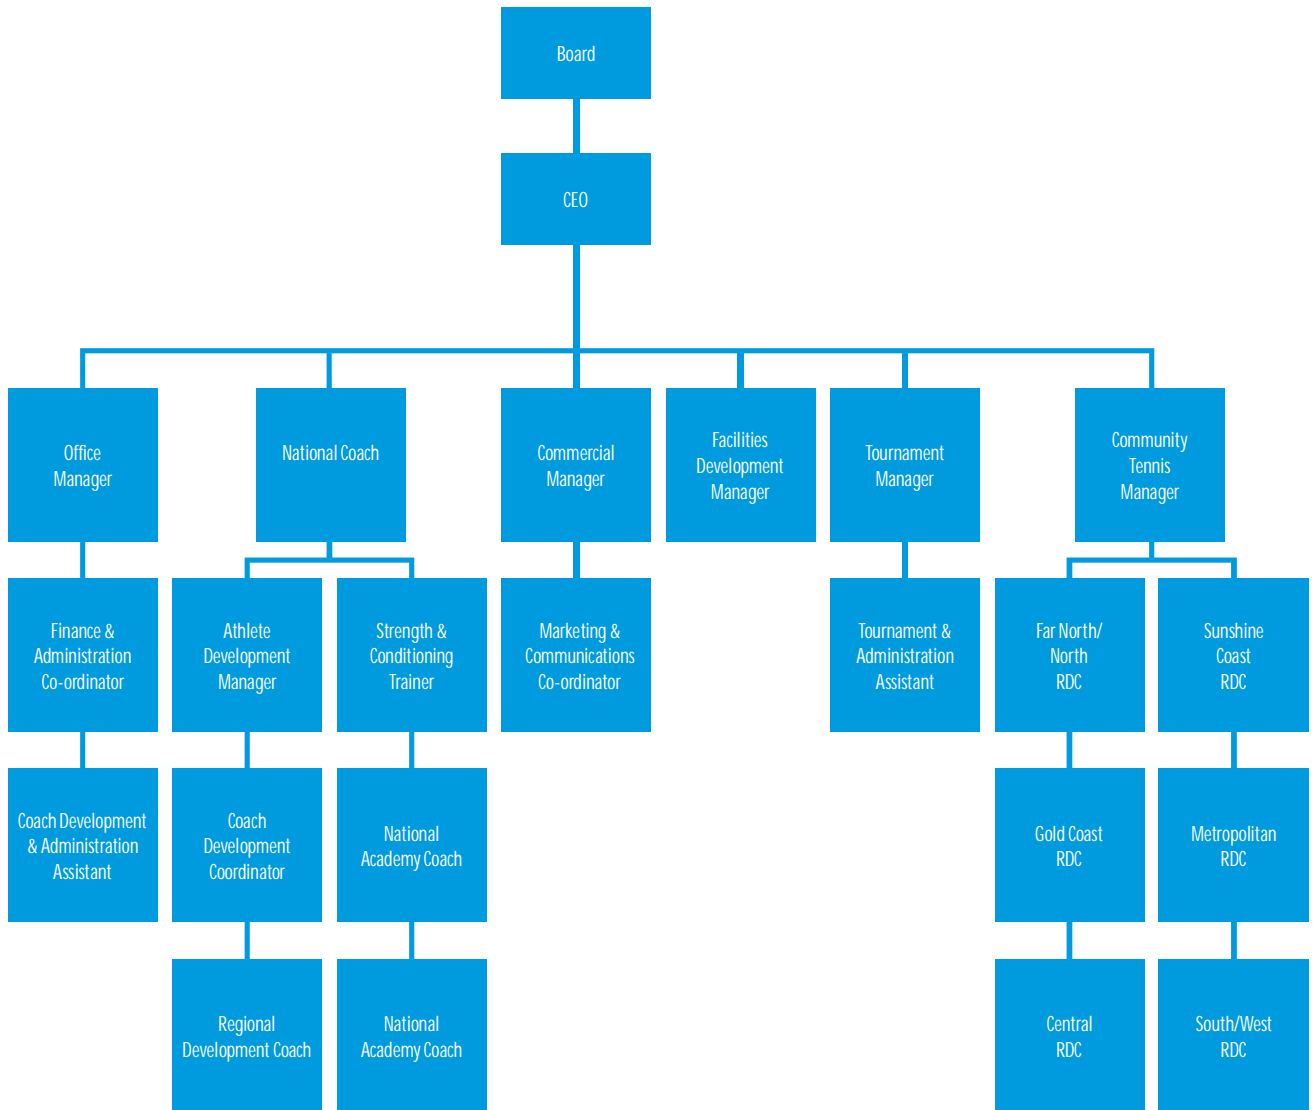 Board
CEO
Office
Manager
National Coach
Commercial
Manager
Facilities
Development
Manager
Tournament
Manager
Community
Tennis
Manager
Finance &
Administration
Co-ordinator
Athlete
Development
Manager
Strength &
Conditioning
Trainer
Marketing &
Communications
Co-ordinator
Tournament &
Administration
Assistant
Far North/
North
RDC
Sunshine
Coast
RDC
Coach Development
& Administration
Assistant
Coach
Development
Coordinator
National
Academy Coach
Gold Coast
RDC
Metropolitan
RDC
Regional
Development Coach
National
Academy Coach
Central
RDC
South/West
RDC